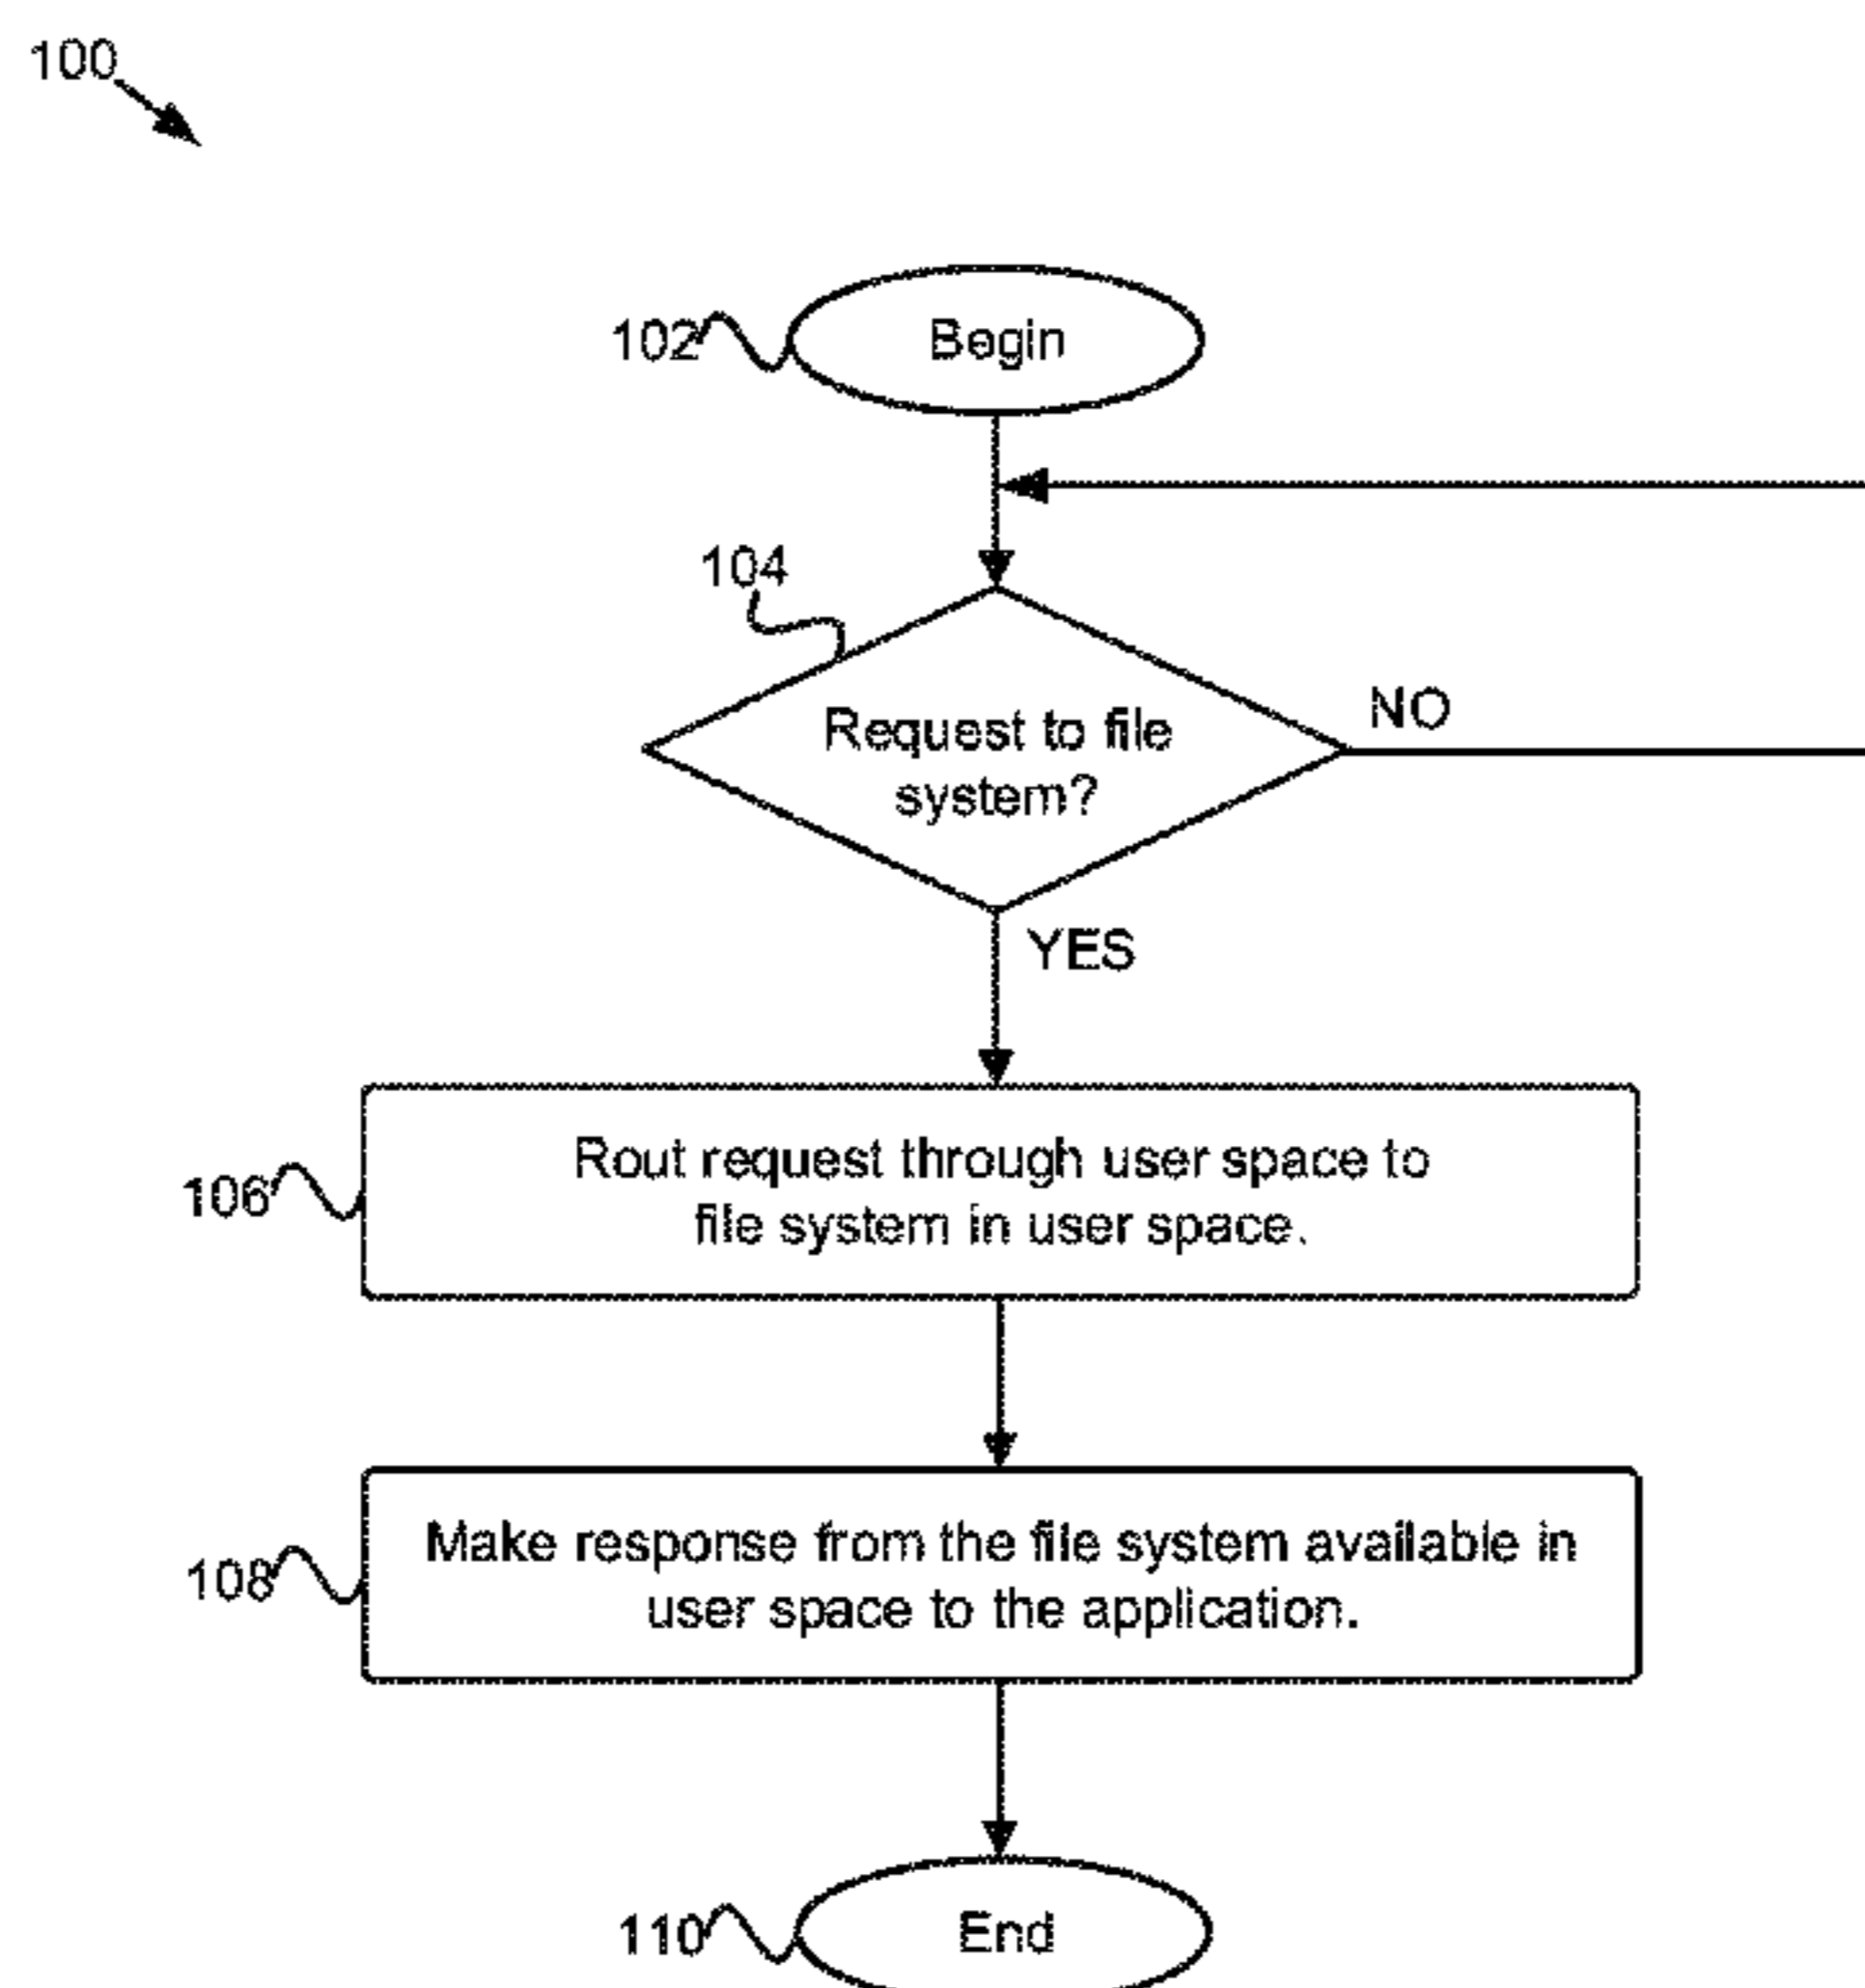 100
102
Begin
104
Request to file
system?
NO
YES
106
Rout request through user space to
file system in user space.
108
Make response from the file system available in
user space to the application.
110
End